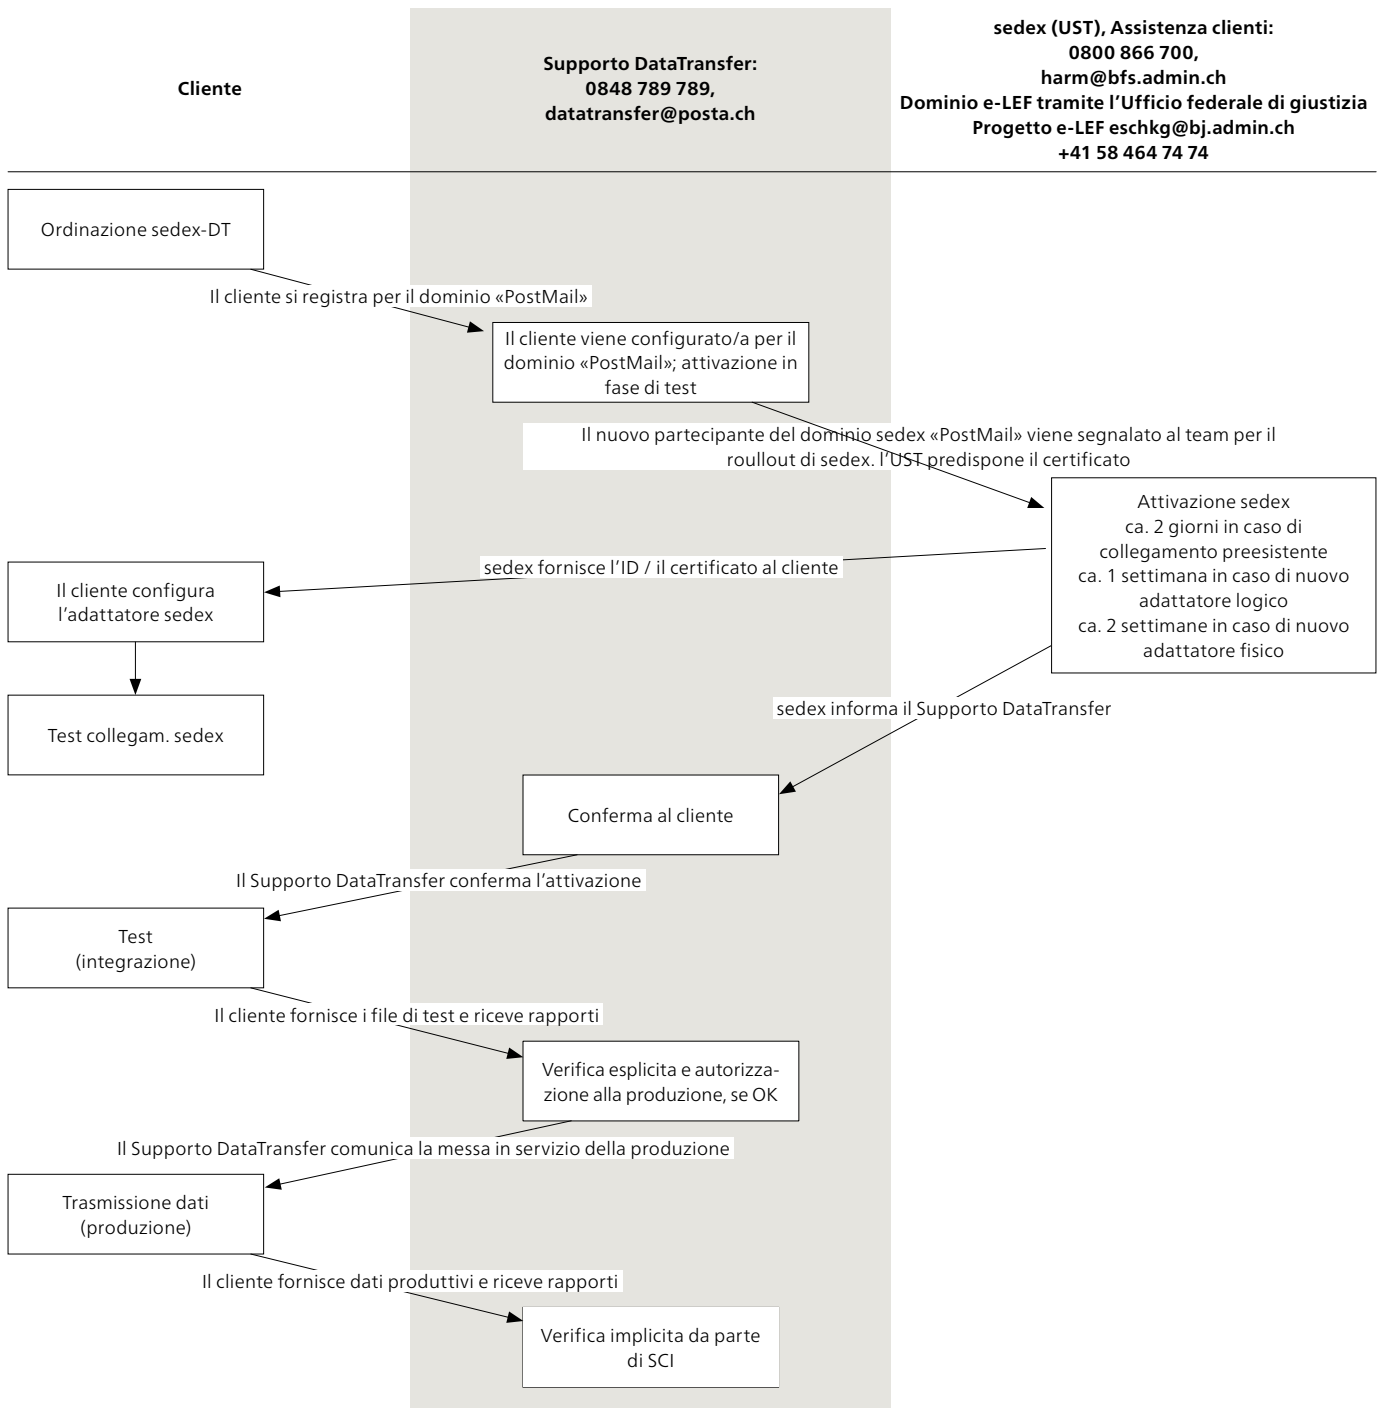 Cliente
Supporto DataTransfer:
0848 789 789,
datatransfer@posta.ch
sedex (UST), Assistenza clienti:
0800 866 700,
harm@bfs.admin.ch
Dominio e-LEF tramite l’Ufficio federale di giustizia
Progetto e-LEF eschkg@bj.admin.ch
+41 58 464 74 74
Ordinazione sedex-DT
Il cliente si registra per il dominio «PostMail»
Il cliente viene configurato/a per il
dominio «PostMail»; attivazione in
fase di test
Il nuovo partecipante del dominio sedex «PostMail» viene segnalato al team per il
roullout di sedex. l’UST predispone il certificato
Attivazione sedex
ca. 2 giorni in caso di
collegamento preesistente
ca. 1 settimana in caso di nuovo
adattatore logico
ca. 2 settimane in caso di nuovo
adattatore fisico
sedex fornisce l’ID / il certificato al cliente
Il cliente configura
l’adattatore sedex
Test collegam. sedex
sedex informa il Supporto DataTransfer
Conferma al cliente
Il Supporto DataTransfer conferma l’attivazione
Test
(integrazione)
Il cliente fornisce i file di test e riceve rapporti
Verifica esplicita e autorizza-
zione alla produzione, se OK
Il Supporto DataTransfer comunica la messa in servizio della produzione
Trasmissione dati
(produzione)
Il cliente fornisce dati produttivi e riceve rapporti
Verifica implicita da parte
di SCI